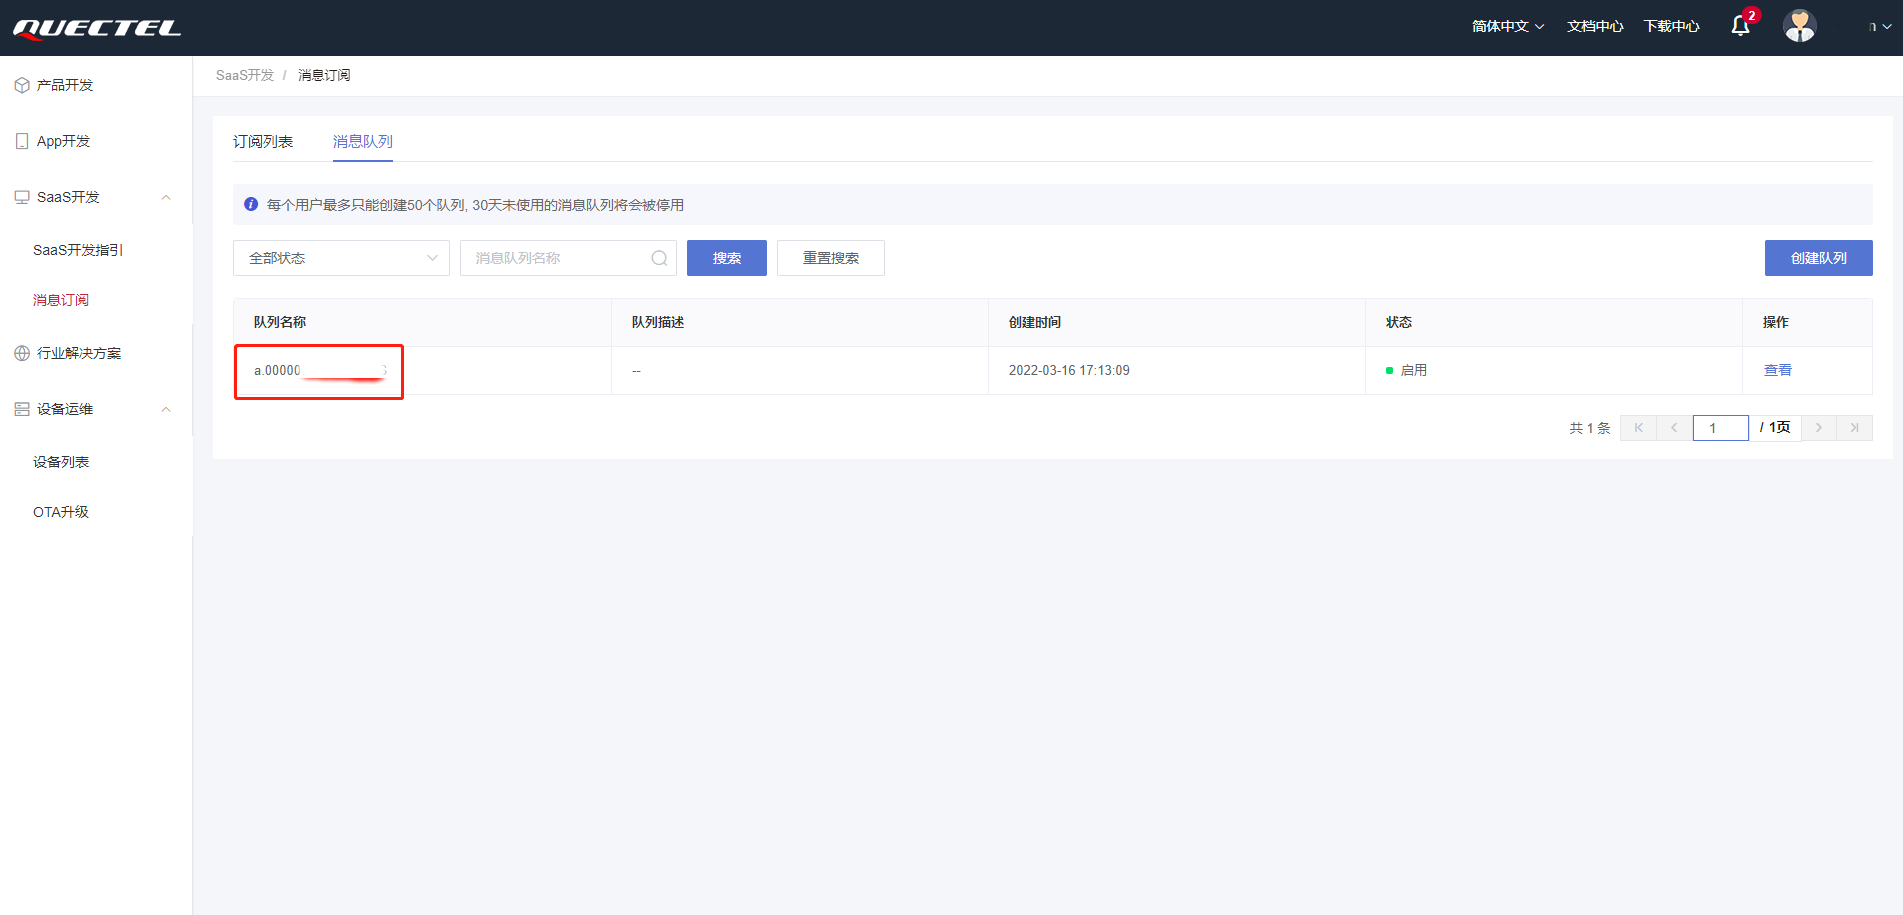 QUECTEL
简体中文 文档中心 下载中心 2 n
产品开发
App开发
SaaS开发
SaaS开发指引
消息订阅
行业解决方案
设备运维
设备列表
OTA升级
SaaS开发 / 消息订阅
订阅列表 消息队列
每个用户最多只能创建50个队列, 30天未使用的消息队列将会被停用
全部状态 消息队列名称 搜索 重置搜索 创建队列
队列名称 队列描述 创建时间 状态 操作
a.00000 -- 2022-03-16 17:13:09 启用 查看
共 1 条 1 / 1页